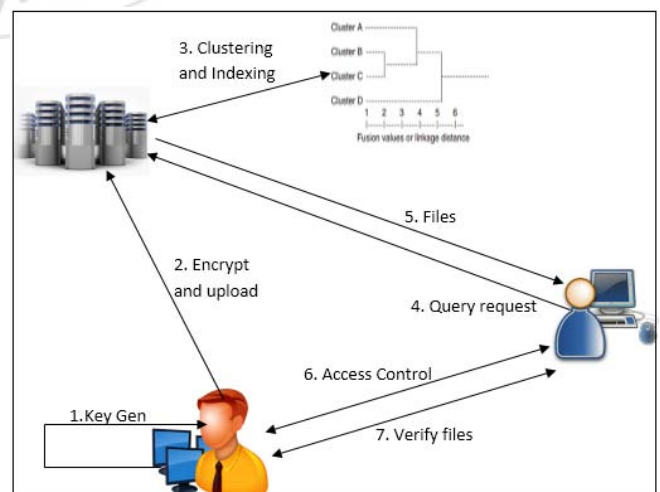 3. Clustering
and Indexing
Cluster A
Cluster B
Cluster C
Cluster D
1 2 3 4 5 6
Fusion values or linkage distance
5. Files
2. Encrypt
and upload
4. Query request
6. Access Control
1.Key Gen
7. Verify files